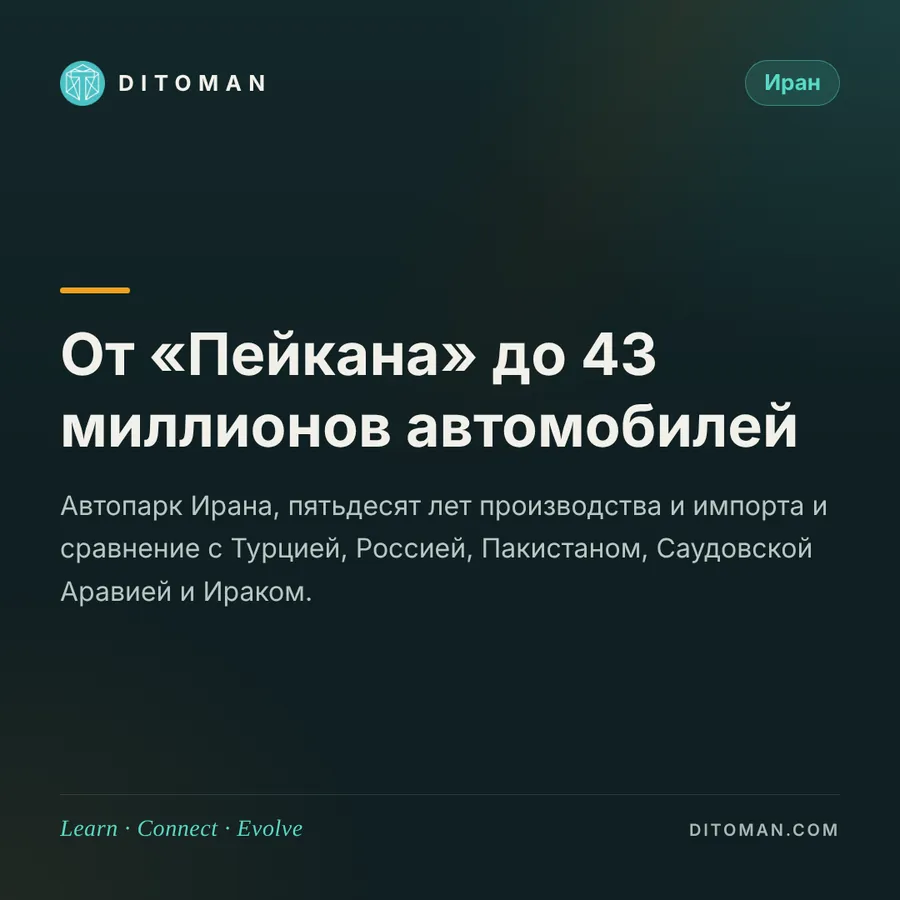 DITOMAN
Иран
От «Пейкана» до 43
миллионов автомобилей
Автопарк Ирана, пятьдесят лет производства и импорта и
сравнение с Турцией, Россией, Пакистаном, Саудовской
Аравией и Ираком.
Learn · Connect · Evolve
DITOMAN.COM